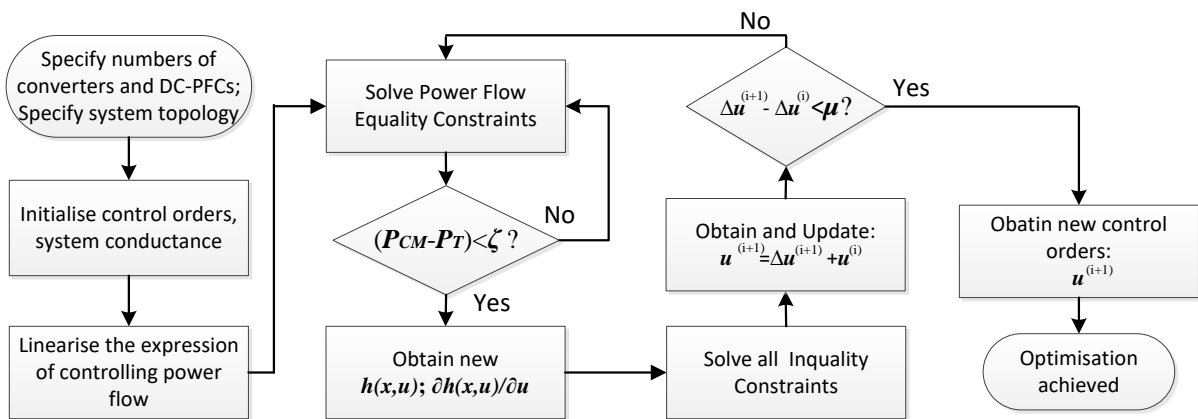 Specify numbers of
converters and DC-PFCs;
Specify system topology
Initialise control orders,
system conductance
Linearise the expression
of controlling power
flow
Solve Power Flow
Equality Constraints
(P_CM-P_T)<ζ ?
No
Yes
Obtain new
h(x,u); ∂h(x,u)/∂u
Solve all Inquality
Constraints
Obtain and Update:
u^(i+1)=Δu^(i+1)+u^(i)
Δu^(i+1) - Δu^(i)<μ ?
No
Yes
Obatin new control
orders:
u^(i+1)
Optimisation
achieved